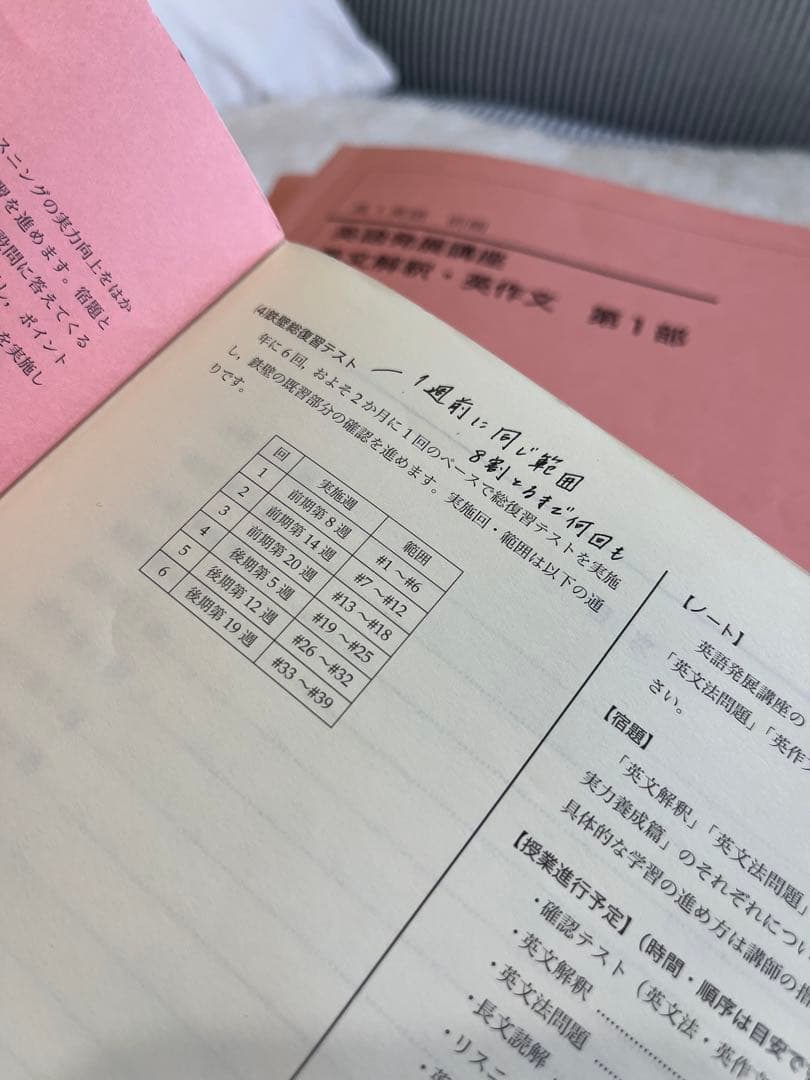 スニングの実力向上をはか
習を進めます。宿題と
設問に答えてくる
し，ポイント
を実施し
英語発展講座
英文解釈・英作文 第1部
(4)鉄壁総復習テスト
1週前に同じ範囲
8割とるまで何回も
年に6回，およそ2か月に1回のペースで総復習テストを実施
し，鉄壁の既習部分の確認を進めます。実施回・範囲は以下の通
りです。
回 実施週 範囲
1 前期第8週 #1～#6
2 前期第14週 #7～#12
3 前期第20週 #13～#18
4 後期第5週 #19～#25
5 後期第12週 #26～#32
6 後期第19週 #33～#39
【ノート】
英語発展講座の
「英文法問題」「英作
さい。
【宿題】
「英文解釈」「英文法問題」
実力養成篇」のそれぞれについ
具体的な学習の進め方は講師の指
【授業進行予定】（時間・順序は目安で
・確認テスト（英文法・英作
・英文解釈
・英文法問題
・長文読解
・リスニ